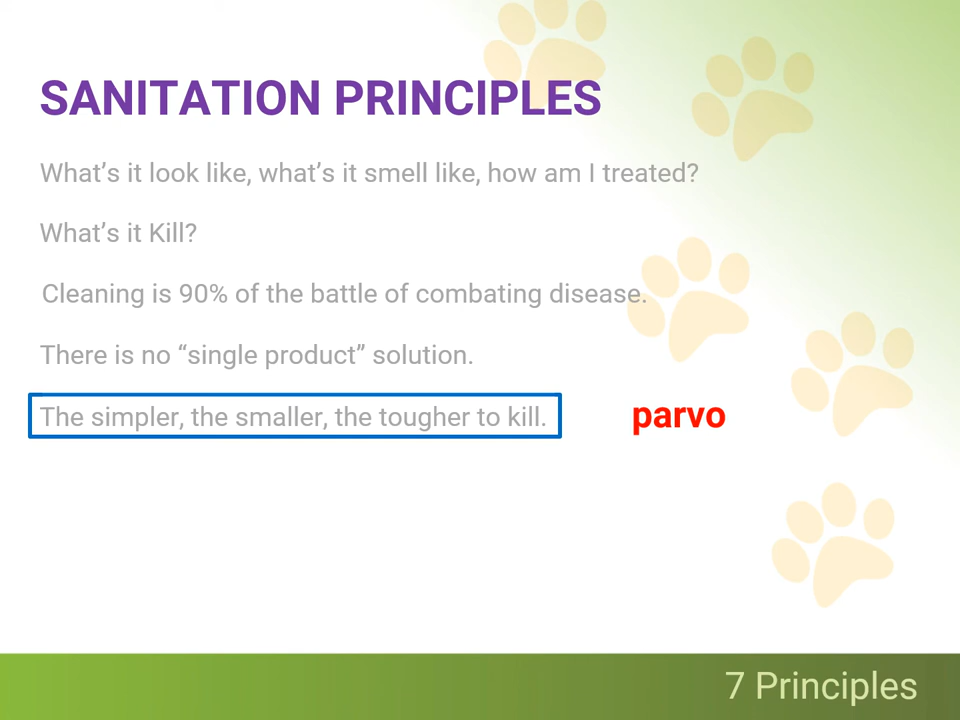 SANITATION PRINCIPLES
What’s it look like, what’s it smell like, how am I treated?
What’s it Kill?
Cleaning is 90% of the battle of combating disease.
There is no “single product” solution.
The simpler, the smaller, the tougher to kill. parvo
7 Principles